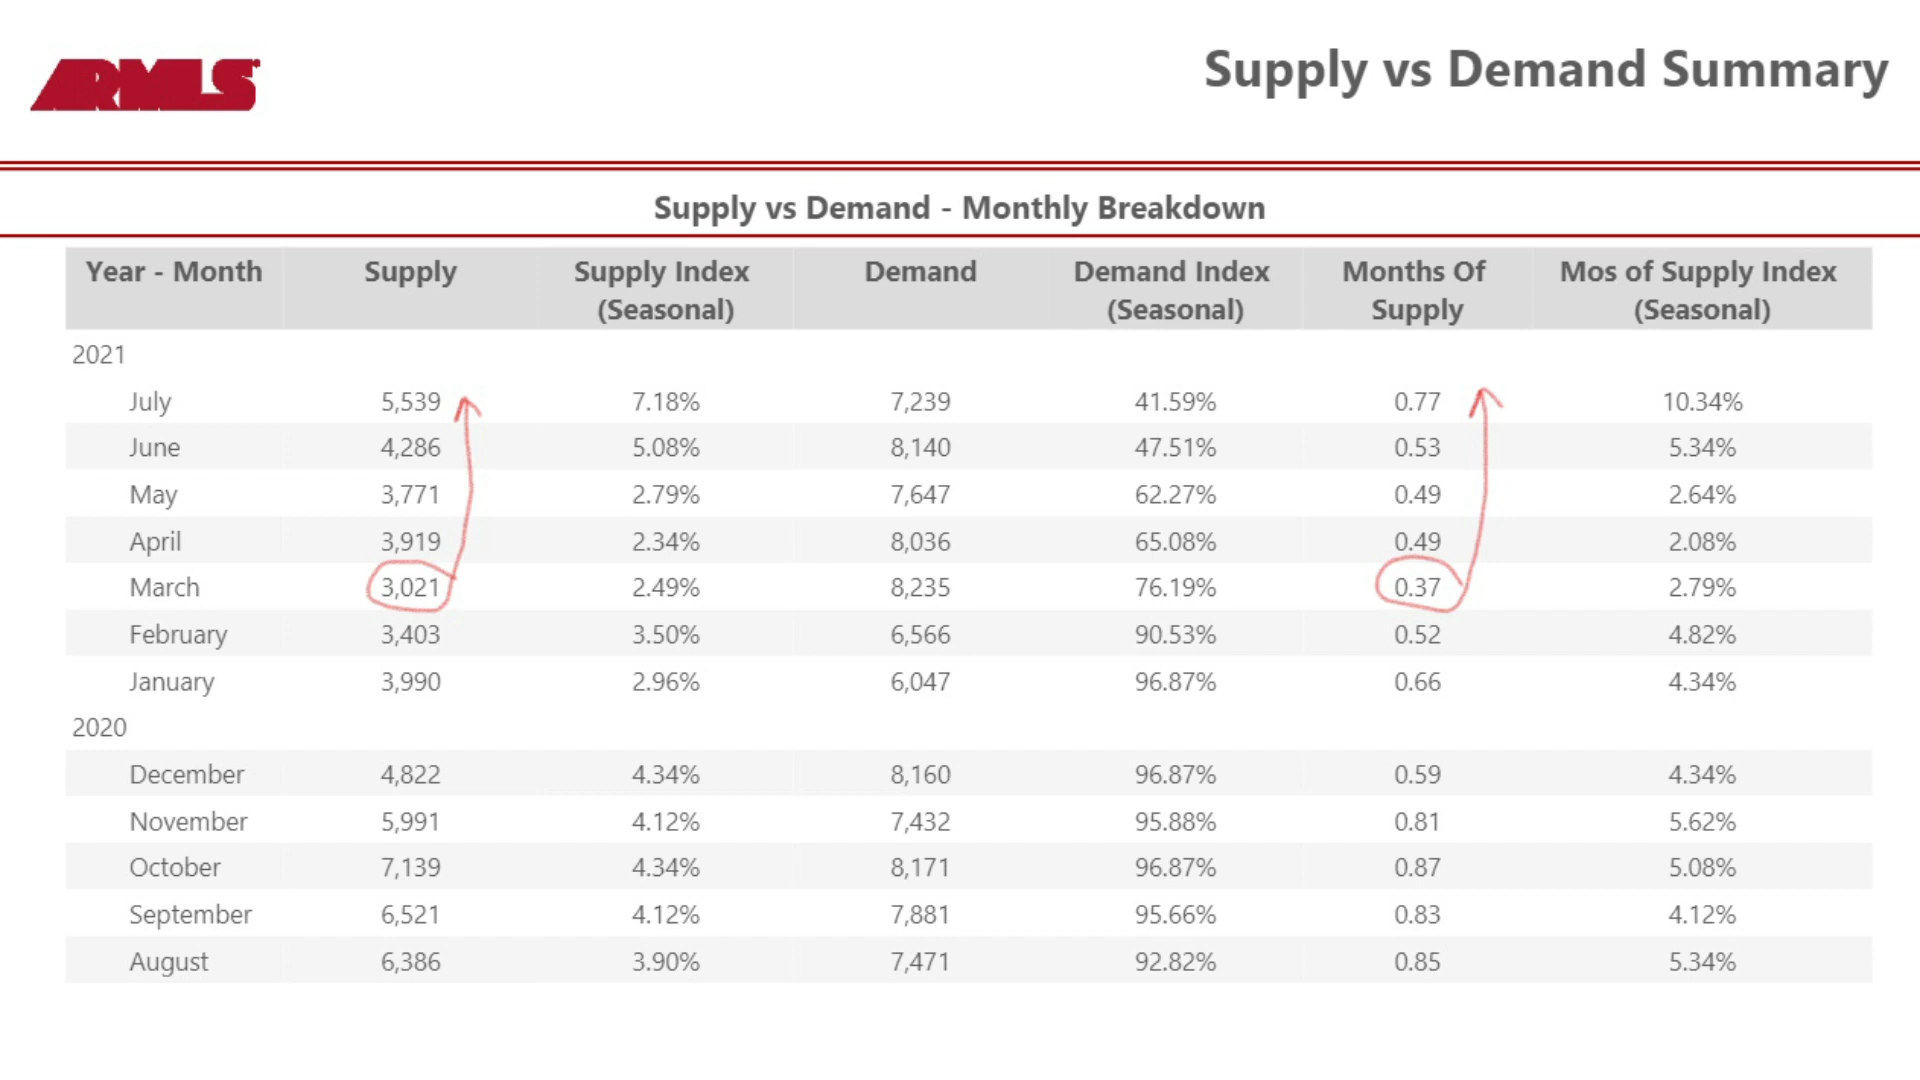 ARMLS
Supply vs Demand Summary
Supply vs Demand - Monthly Breakdown
Year - Month Supply Supply Index (Seasonal) Demand Demand Index (Seasonal) Months Of Supply Mos of Supply Index (Seasonal)
2021
July 5,539 7.18% 7,239 41.59% 0.77 10.34%
June 4,286 5.08% 8,140 47.51% 0.53 5.34%
May 3,771 2.79% 7,647 62.27% 0.49 2.64%
April 3,919 2.34% 8,036 65.08% 0.49 2.08%
March 3,021 2.49% 8,235 76.19% 0.37 2.79%
February 3,403 3.50% 6,566 90.53% 0.52 4.82%
January 3,990 2.96% 6,047 96.87% 0.66 4.34%
2020
December 4,822 4.34% 8,160 96.87% 0.59 4.34%
November 5,991 4.12% 7,432 95.88% 0.81 5.62%
October 7,139 4.34% 8,171 96.87% 0.87 5.08%
September 6,521 4.12% 7,881 95.66% 0.83 4.12%
August 6,386 3.90% 7,471 92.82% 0.85 5.34%